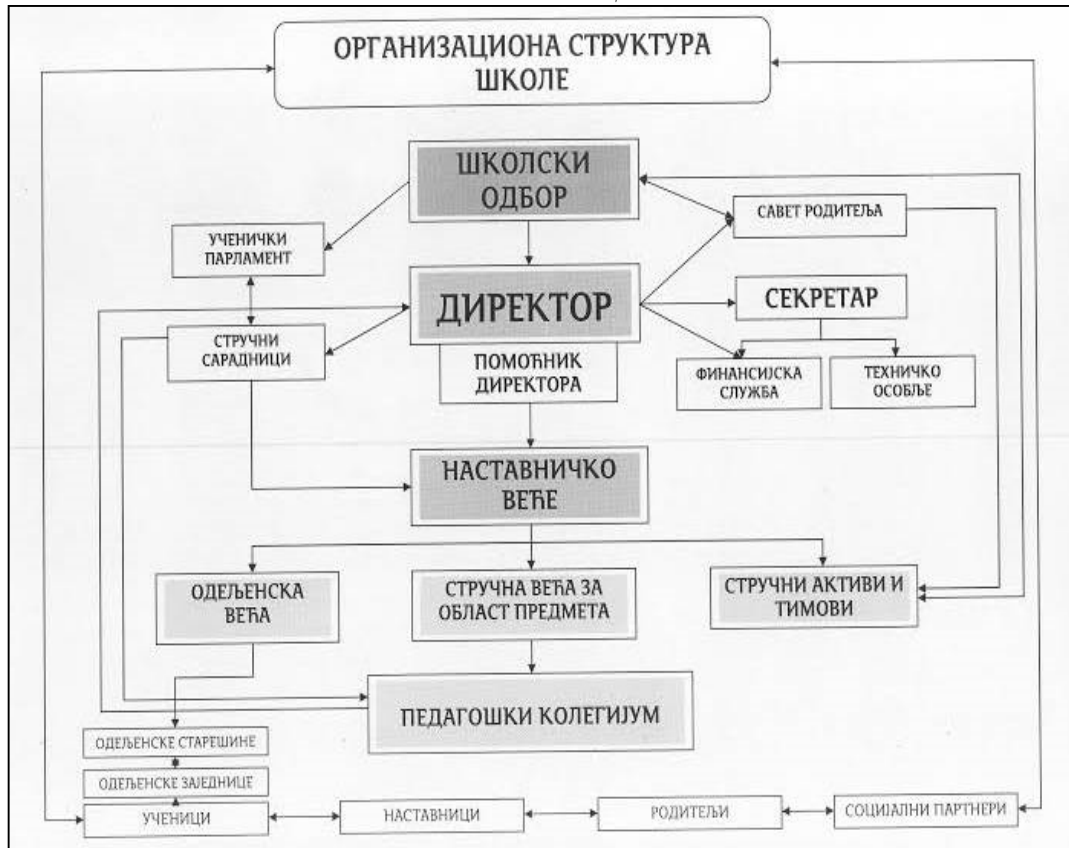 ОРГАНИЗАЦИОНА СТРУКТУРА
ШКОЛЕ
ШКОЛСКИ
ОДБОР
САВЕТ РОДИТЕЉА
УЧЕНИЧКИ
ПАРЛАМЕНТ
ДИРЕКТОР
СЕКРЕТАР
СТРУЧНИ
САРАДНИЦИ
ПОМОЋНИК
ДИРЕКТОРА
ФИНАНСИЈСКА
СЛУЖБА
ТЕХНИЧКО
ОСОБЉЕ
НАСТАВНИЧКО
ВЕЋЕ
ОДЕЉЕНСКА
ВЕЋА
СТРУЧНА ВЕЋА ЗА
ОБЛАСТ ПРЕДМЕТА
СТРУЧНИ АКТИВИ И
ТИМОВИ
ПЕДАГОШКИ КОЛЕГИЈУМ
ОДЕЉЕНСКЕ СТАРЕШИНЕ
ОДЕЉЕНСКЕ ЗАЈЕДНИЦЕ
УЧЕНИЦИ
НАСТАВНИЦИ
РОДИТЕЉИ
СОЦИЈАЛНИ ПАРТНЕРИ